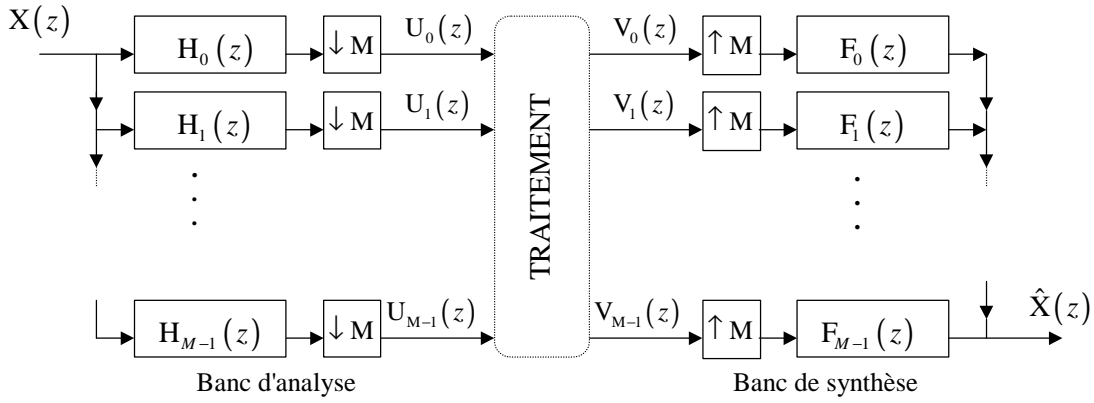 X(z)
H₀(z)
↓ M
U₀(z)
V₀(z)
↑ M
F₀(z)
H₁(z)
↓ M
U₁(z)
V₁(z)
↑ M
F₁(z)
TRAITEMENT
H_{M−1}(z)
↓ M
U_{M−1}(z)
V_{M−1}(z)
↑ M
F_{M−1}(z)
X̂(z)
Banc d'analyse
Banc de synthèse